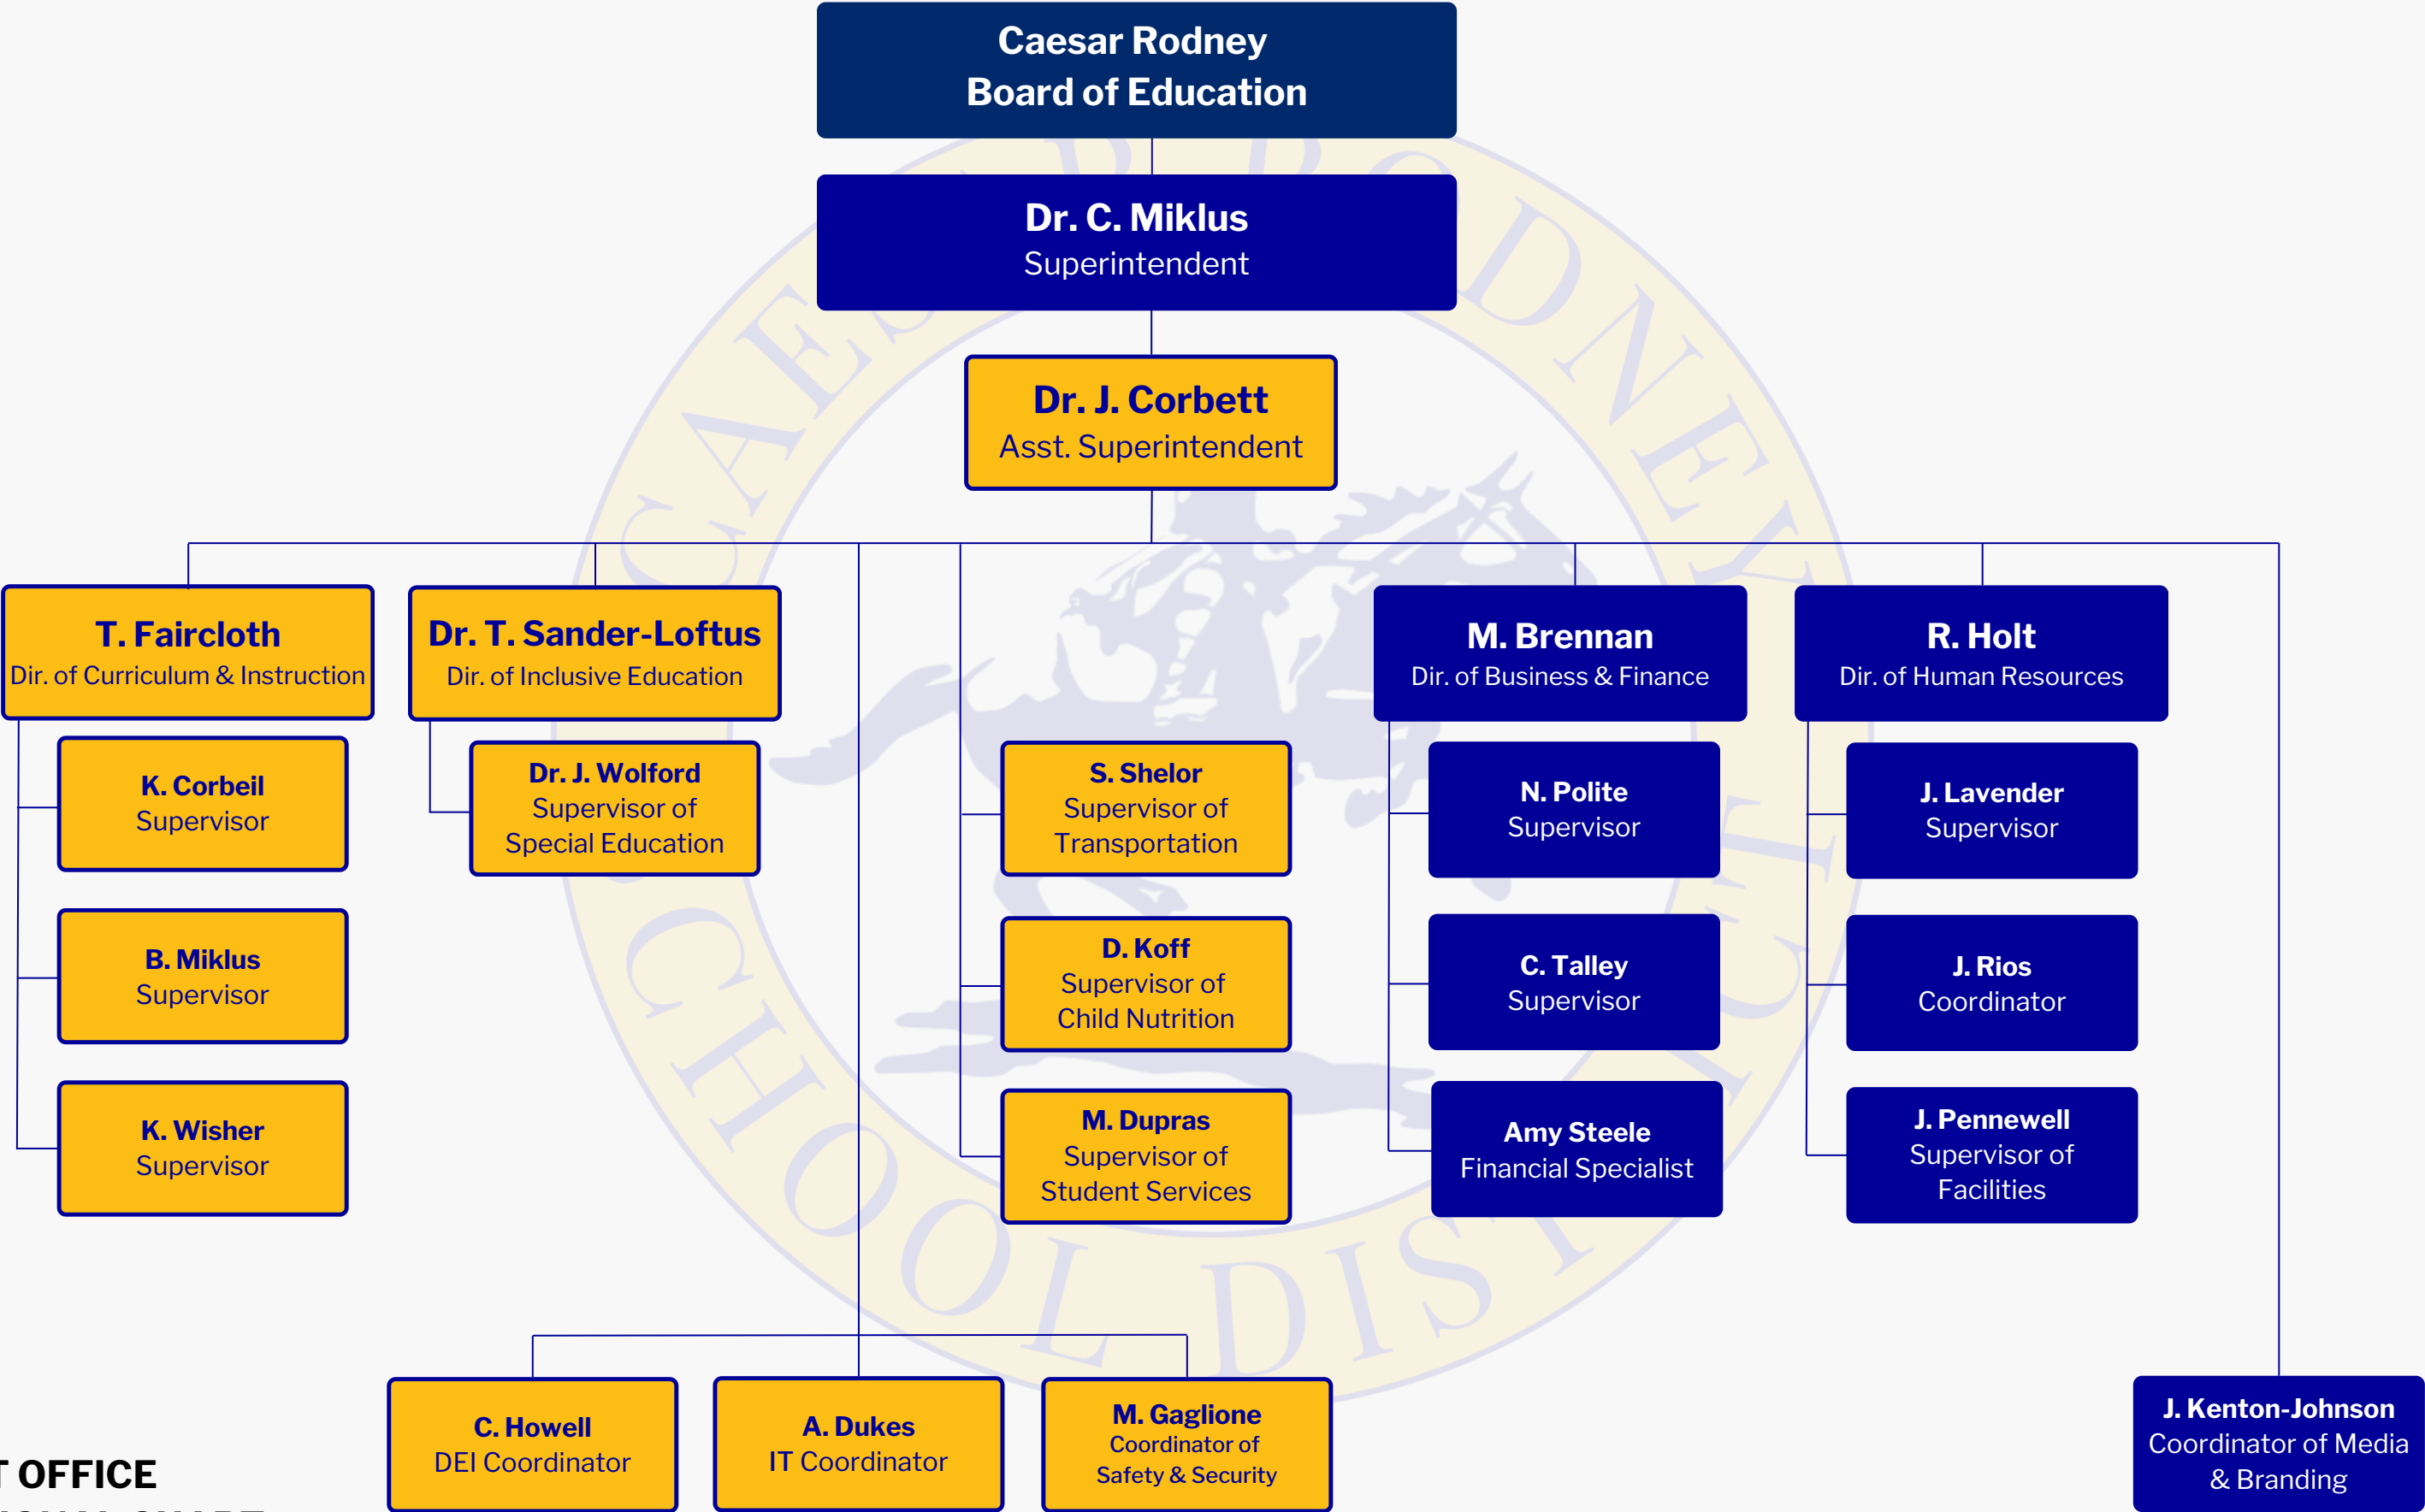 Caesar Rodney
Board of Education
Dr. C. Miklus
Superintendent
Dr. J. Corbett
Asst. Superintendent
T. Faircloth
Dir. of Curriculum & Instruction
Dr. T. Sander-Loftus
Dir. of Inclusive Education
M. Brennan
Dir. of Business & Finance
R. Holt
Dir. of Human Resources
K. Corbeil
Supervisor
B. Miklus
Supervisor
K. Wisher
Supervisor
Dr. J. Wolford
Supervisor of
Special Education
S. Shelor
Supervisor of
Transportation
D. Koff
Supervisor of
Child Nutrition
M. Dupras
Supervisor of
Student Services
N. Polite
Supervisor
C. Talley
Supervisor
Amy Steele
Financial Specialist
J. Lavender
Supervisor
J. Rios
Coordinator
J. Pennewell
Supervisor of
Facilities
C. Howell
DEI Coordinator
A. Dukes
IT Coordinator
M. Gaglione
Coordinator of
Safety & Security
J. Kenton-Johnson
Coordinator of Media
& Branding
OFFICE
CAESAR RODNEY
SCHOOL DISTRICT